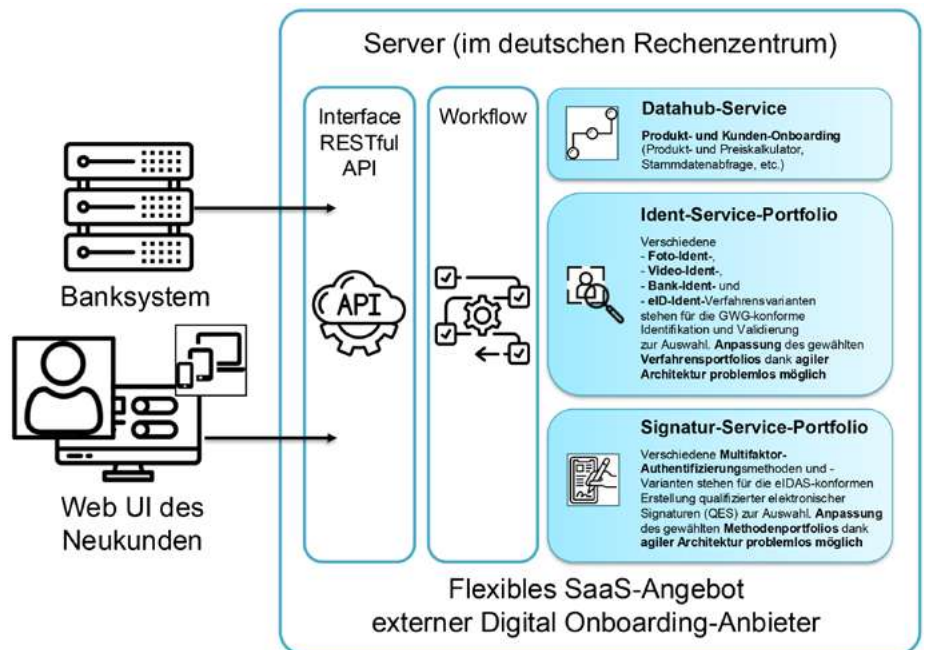 Server (im deutschen Rechenzentrum)
Interface
RESTful
API
Workflow
API
Banksystem
Web UI des
Neukunden
Datahub-Service
Produkt- und Kunden-Onboarding
(Produkt- und Preiskalkulator,
Stammdatenabfrage, etc.)
Ident-Service-Portfolio
Verschiedene
- Foto-Ident-,
- Video-Ident-,
- Bank-Ident- und
- eID-Ident-Verfahrensvarianten
stehen für die GWG-konforme
Identifikation und Validierung
zur Auswahl. Anpassung des gewählten
Verfahrensportfolios dank agiler
Architektur problemlos möglich
Signatur-Service-Portfolio
Verschiedene Multifaktor-
Authentifizierungsmethoden und -
Varianten stehen für die eIDAS-konformen
Erstellung qualifizierter elektronischer
Signaturen (QES) zur Auswahl. Anpassung
des gewählten Methodenportfolios dank
agiler Architektur problemlos möglich
Flexibles SaaS-Angebot
externer Digital Onboarding-Anbieter